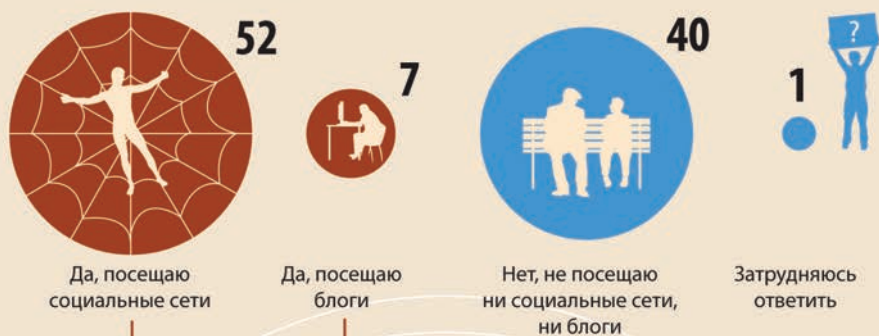 52
7
40
1
?
Да, посещаю
социальные сети
Да, посещаю
блоги
Нет, не посещаю
ни социальные сети,
ни блоги
Затрудняюсь
ответить